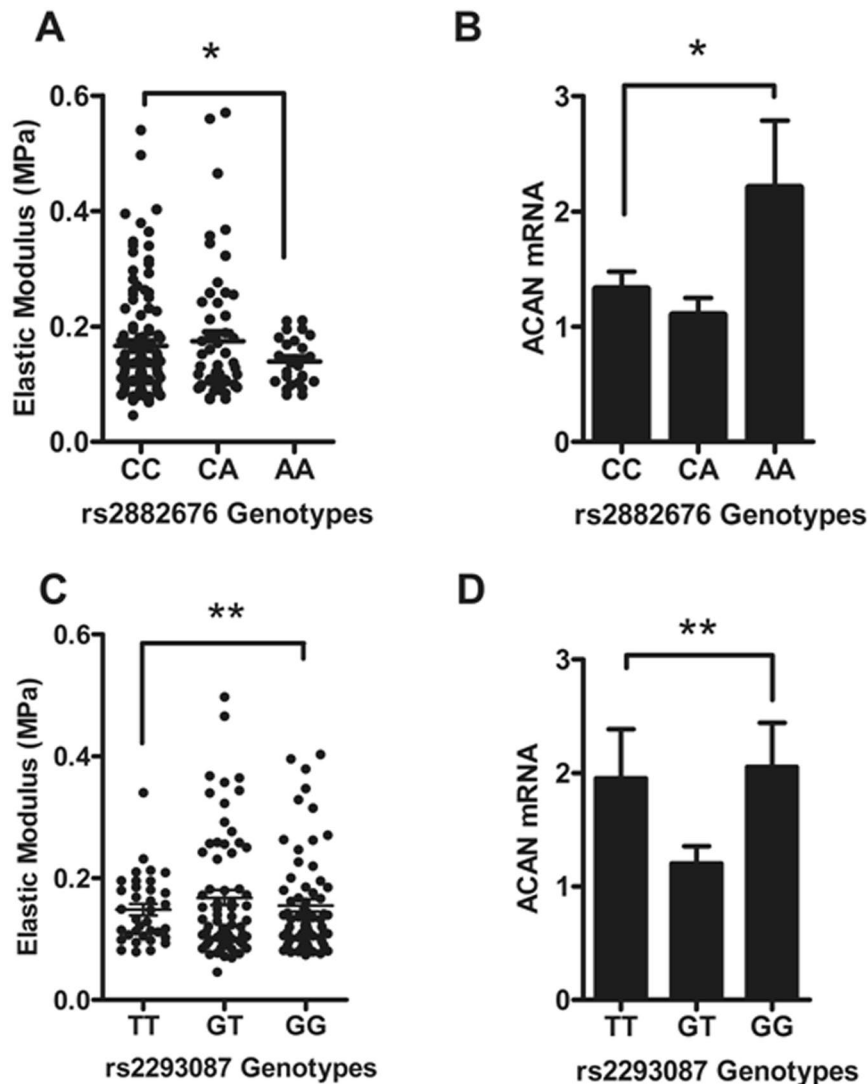 A
*
Elastic Modulus (MPa)
0.6
0.4
0.2
0.0
CC CA AA
rs2882676 Genotypes
B
*
ACAN mRNA
3
2
1
0
CC CA AA
rs2882676 Genotypes
C
**
Elastic Modulus (MPa)
0.6
0.4
0.2
0.0
TT GT GG
rs2293087 Genotypes
D
**
ACAN mRNA
3
2
1
0
TT GT GG
rs2293087 Genotypes